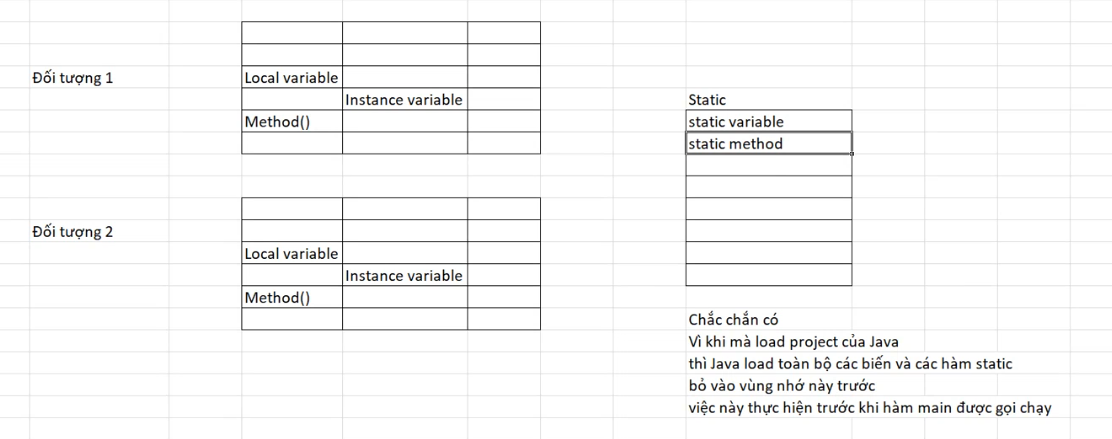 Đối tượng 1
Local variable
Instance variable
Method()
Đối tượng 2
Local variable
Instance variable
Method()
Static
static variable
static method
Chắc chắn có
Vì khi mà load project của Java
thì Java load toàn bộ các biến và các hàm static
bỏ vào vùng nhớ này trước
việc này thực hiện trước khi hàm main được gọi chạy